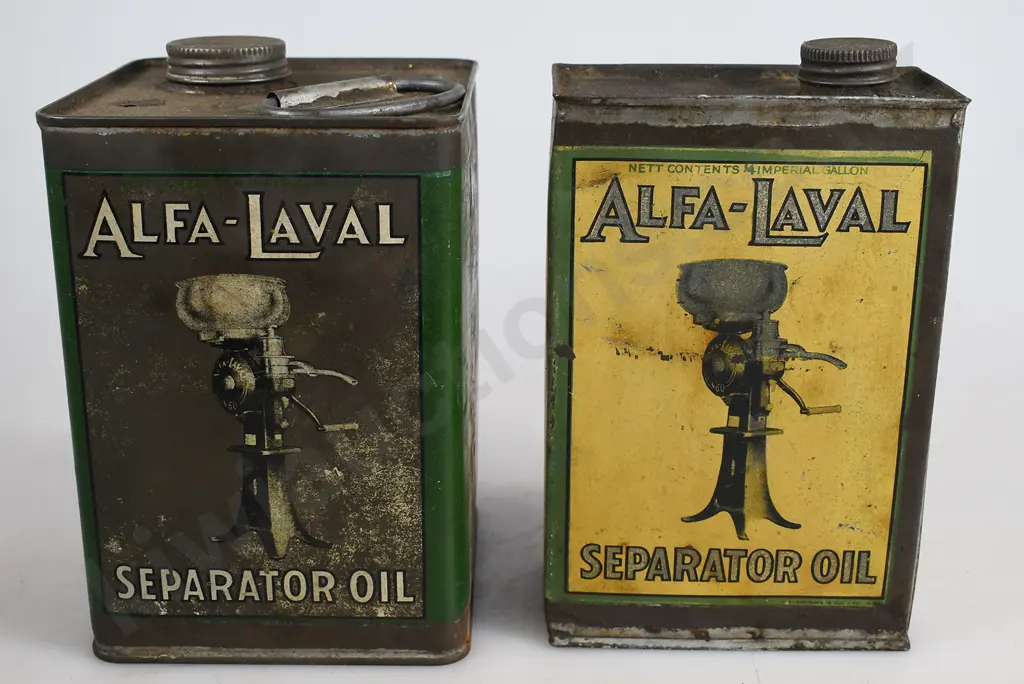 ALFA-LAVAL
SEPARATOR OIL
NETT CONTENTS 1/4 IMPERIAL GALLON
ALFA-LAVAL
SEPARATOR OIL